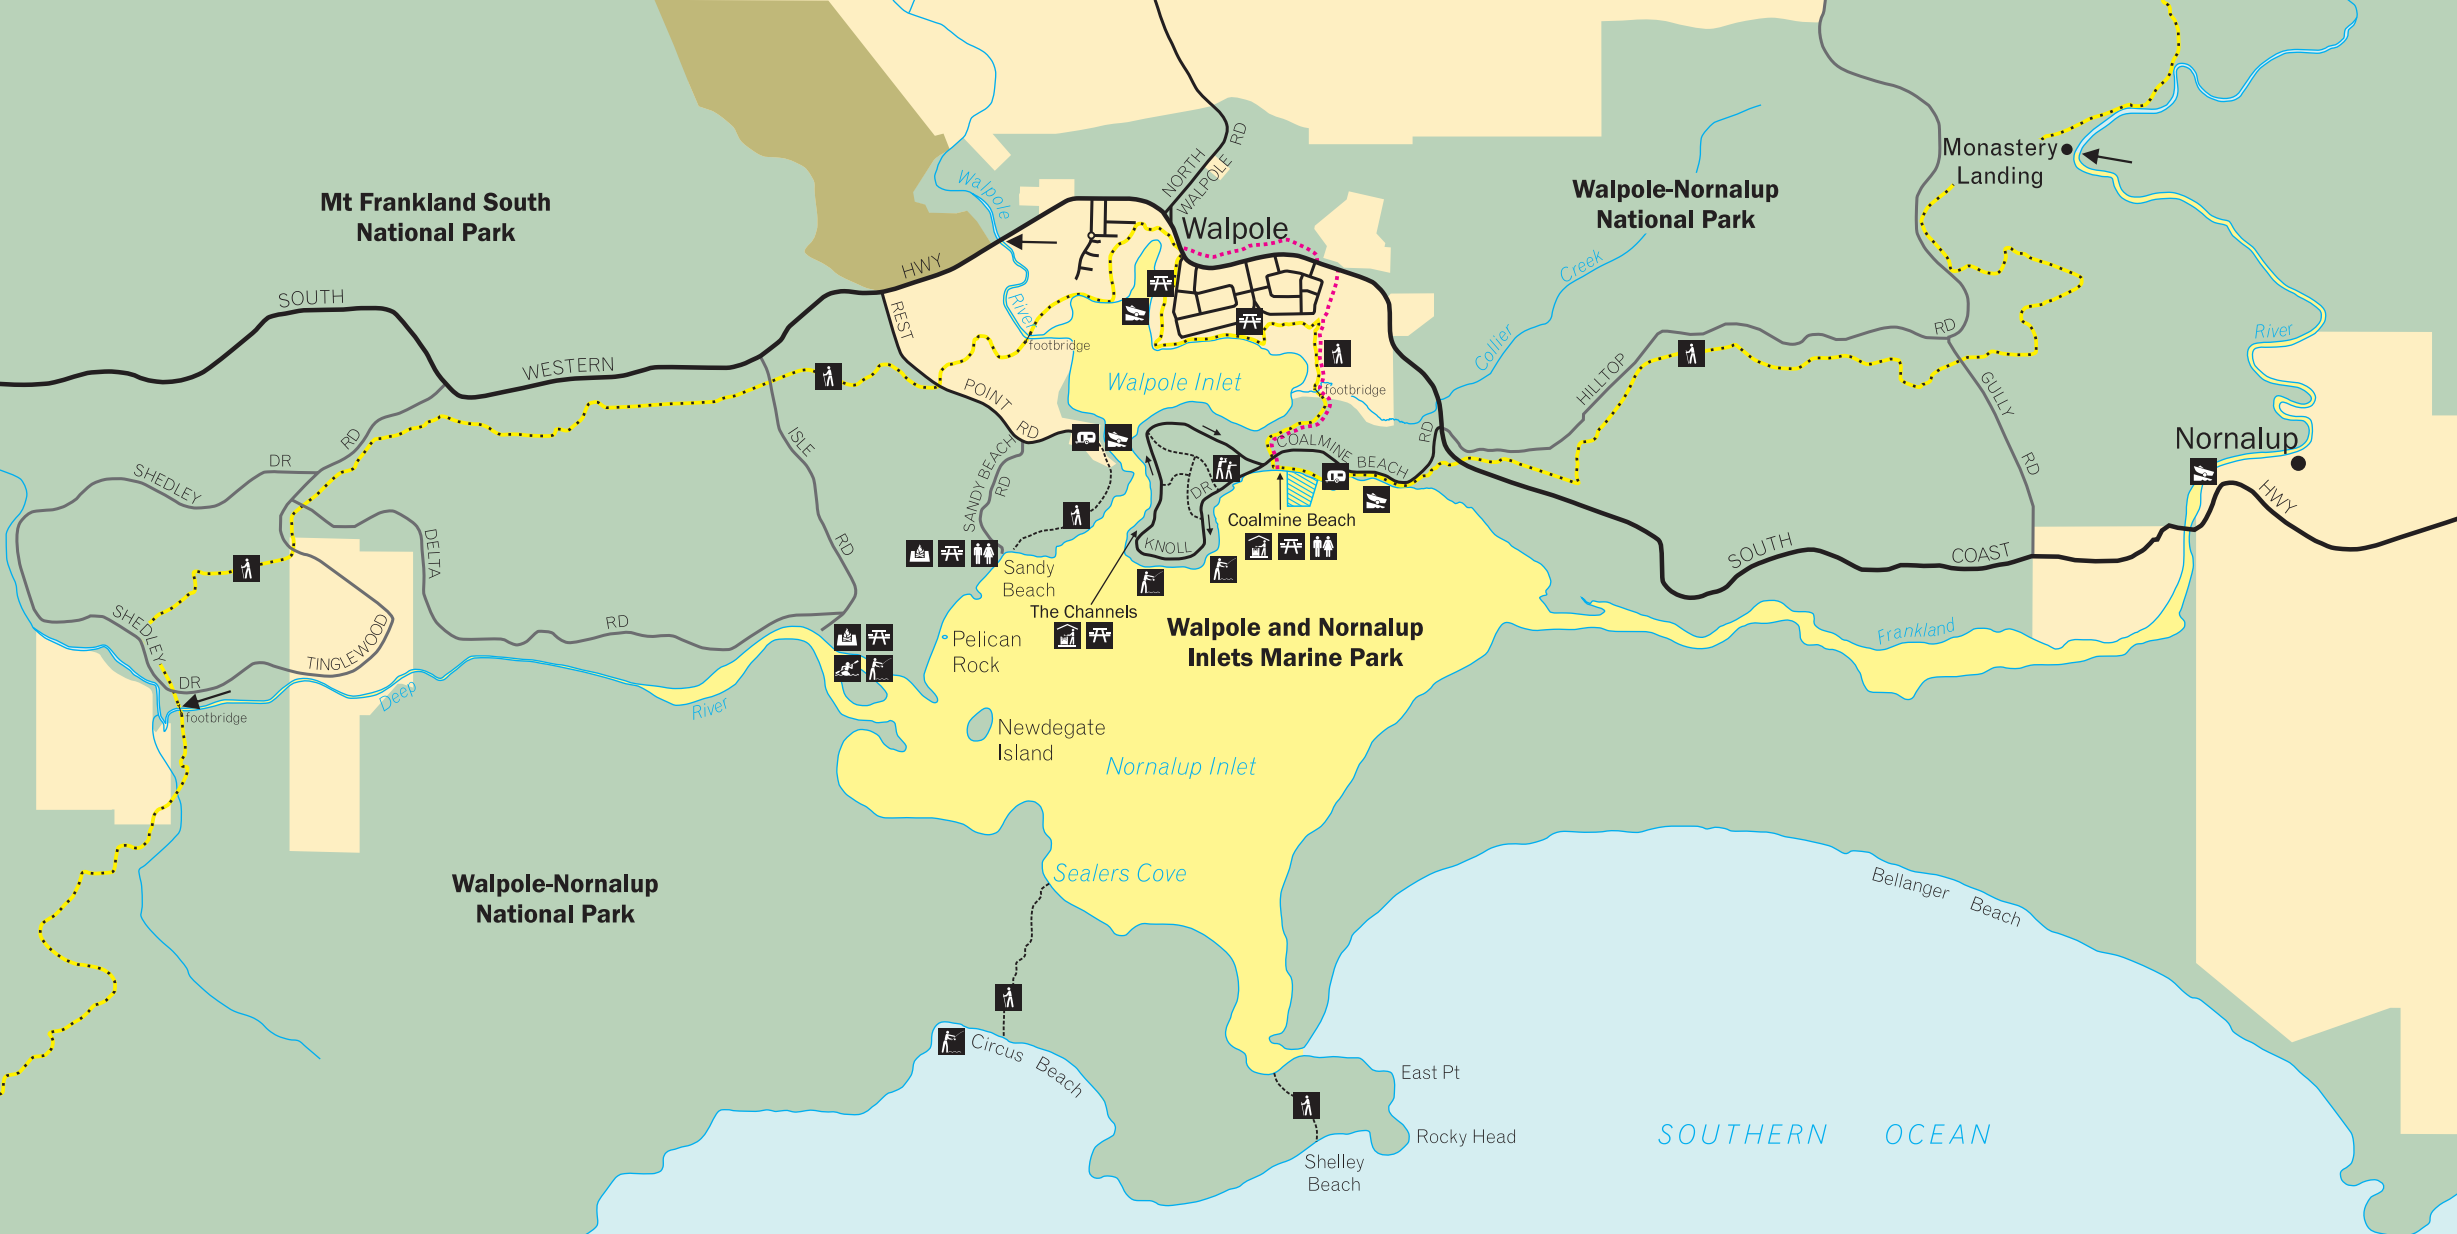 Mt Frankland South
National Park
Walpole-Nornalup
National Park
Monastery
Landing
Walpole
River
NORTH
WALPOLE RD
Walpole
Collier
Creek
SOUTH
WESTERN
HWY
REST
POINT
RD
footbridge
Walpole Inlet
footbridge
HILLTOP
RD
GULLY
RD
River
Nornalup
HWY
SHEDLEY
DR
RD
ISLE
RD
SANDY BEACH
RD
COALMINE BEACH
RD
KNOLL
DR
Coalmine Beach
SOUTH
COAST
DELTA
RD
SHEDLEY
DR
TINGLEWOOD
footbridge
Deep
River
Sandy
Beach
The Channels
Pelican
Rock
Walpole and Nornalup
Inlets Marine Park
Frankland
Newdegate
Island
Nornalup Inlet
Walpole-Nornalup
National Park
Sealers Cove
Bellanger Beach
Circus Beach
East Pt
Rocky Head
Shelley
Beach
SOUTHERN OCEAN